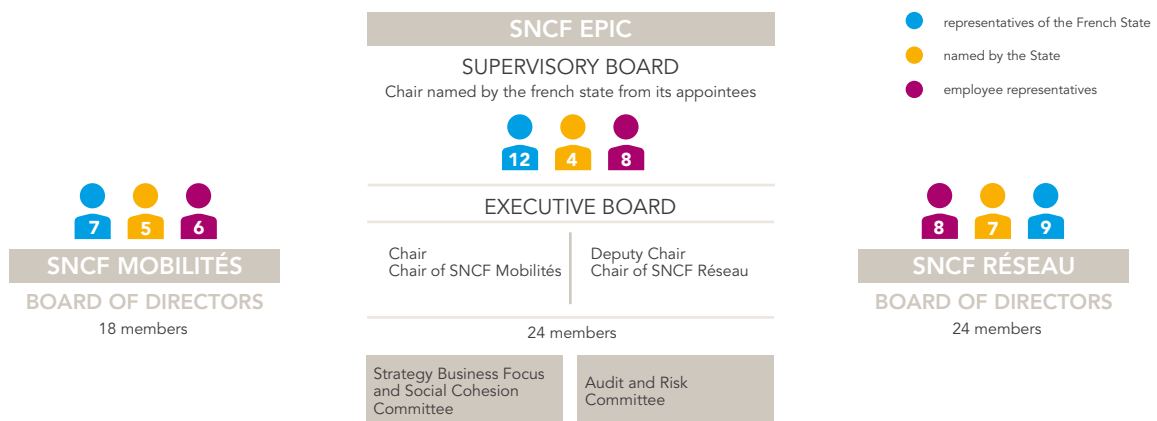 SNCF EPIC
SUPERVISORY BOARD
Chair named by the french state from its appointees
12 4 8
EXECUTIVE BOARD
Chair
Chair of SNCF Mobilités
Deputy Chair
Chair of SNCF Réseau
24 members
Strategy Business Focus
and Social Cohesion
Committee
Audit and Risk
Committee
7 5 6
SNCF MOBILITÉS
BOARD OF DIRECTORS
18 members
representatives of the French State
named by the State
employee representatives
8 7 9
SNCF RÉSEAU
BOARD OF DIRECTORS
24 members